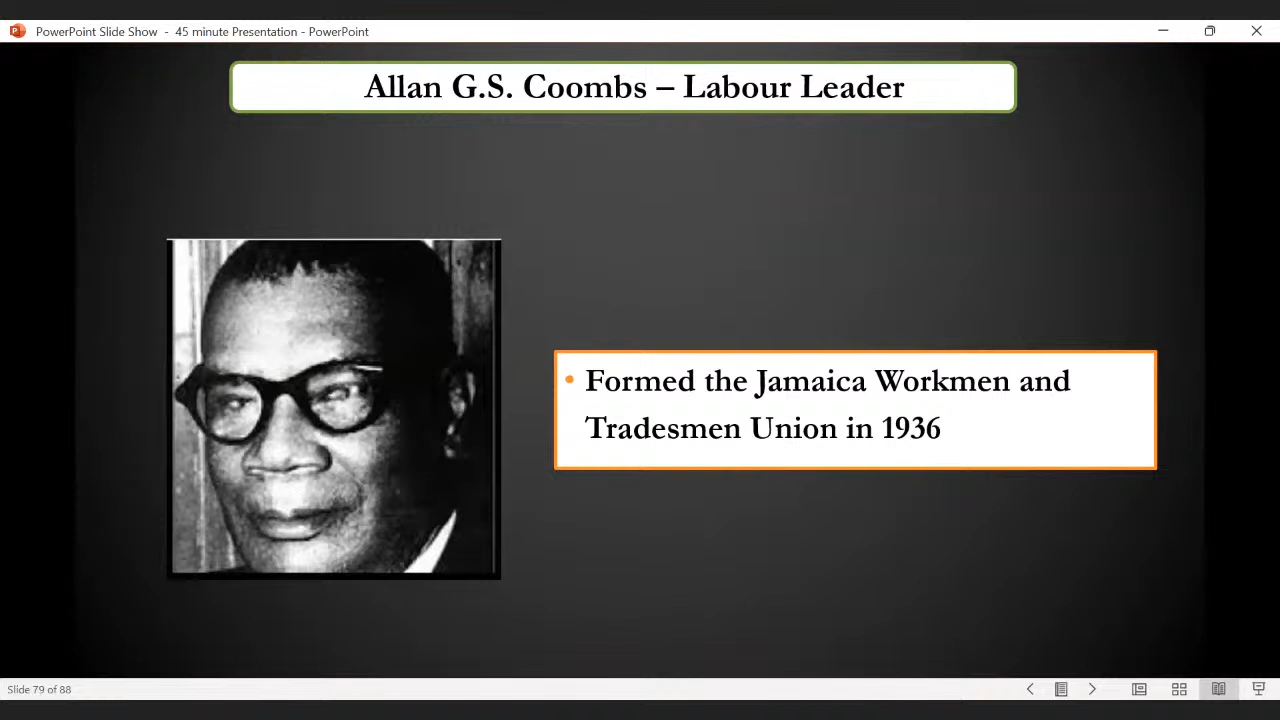 PowerPoint Slide Show - 45 minute Presentation - PowerPoint
Allan G.S. Coombs – Labour Leader
• Formed the Jamaica Workmen and
Tradesmen Union in 1936
Slide 79 of 88